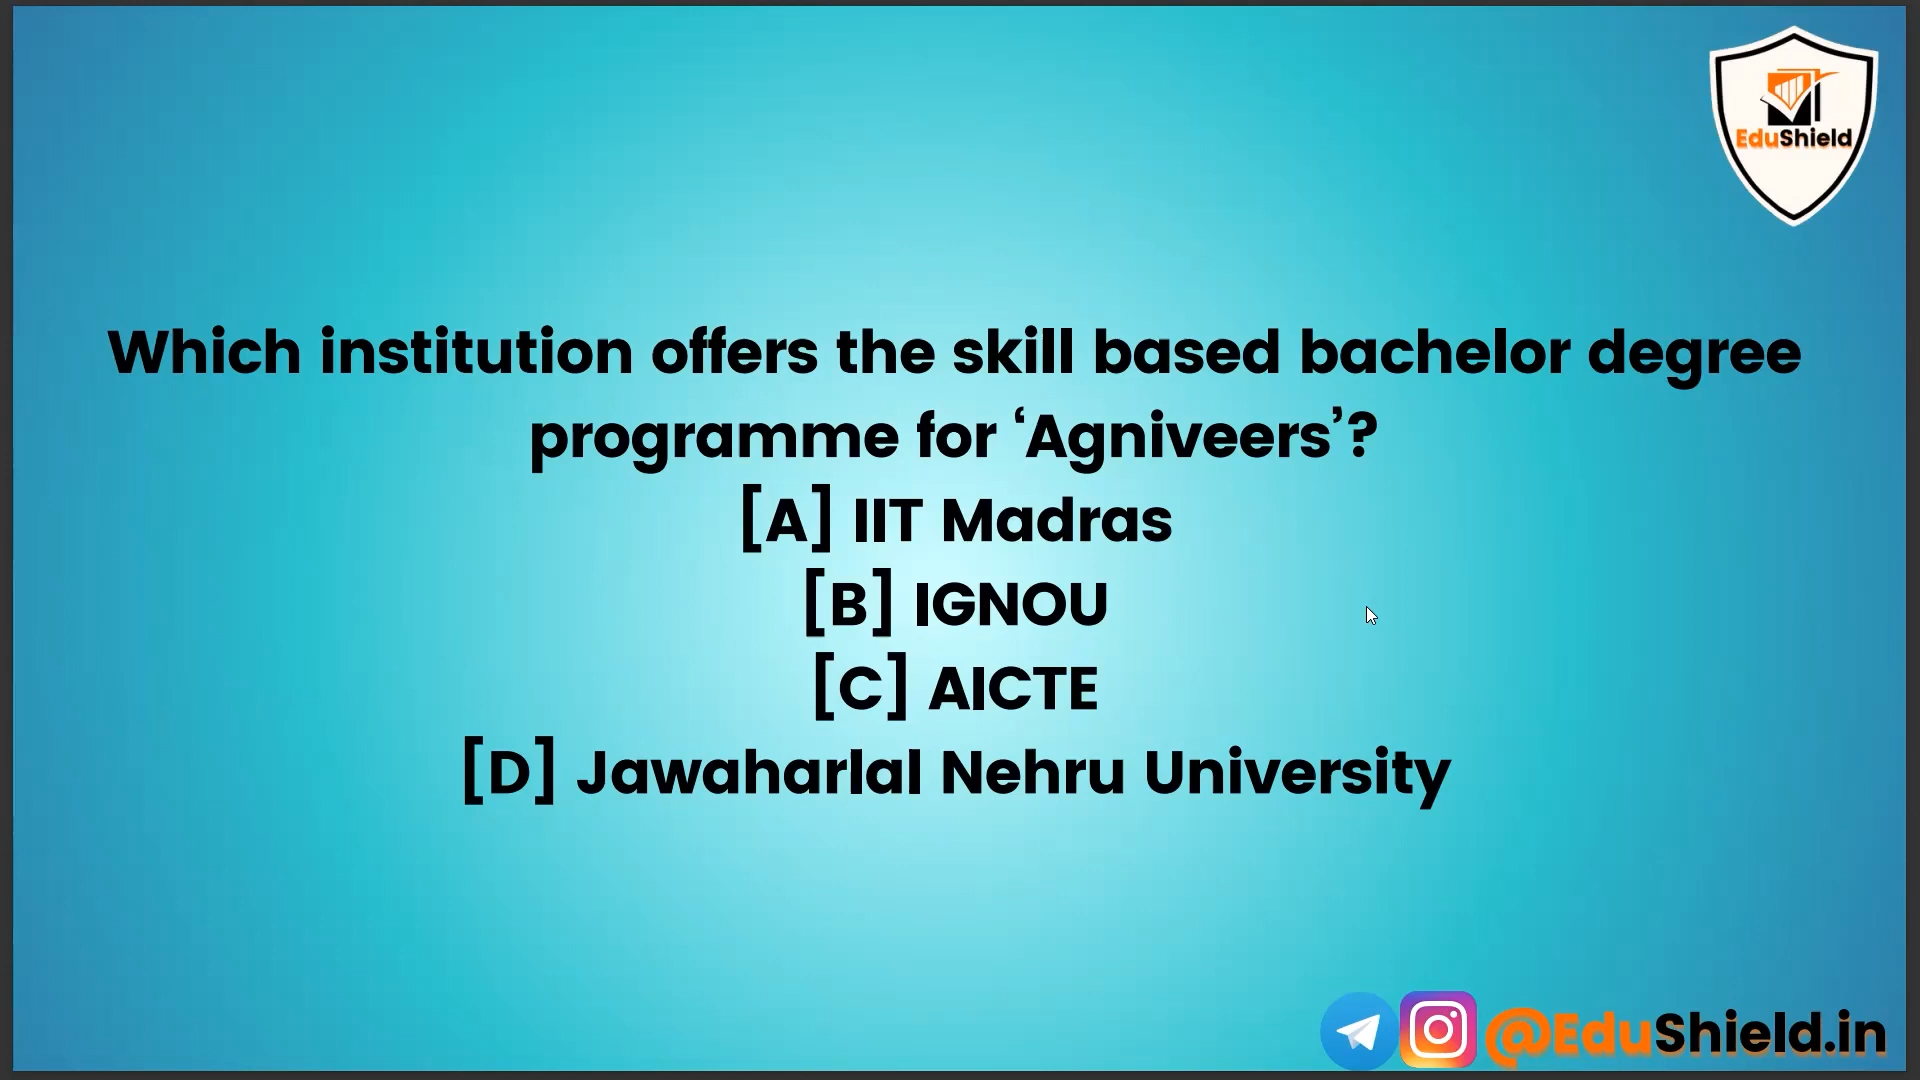 EduShield
Which institution offers the skill based bachelor degree
programme for ‘Agniveers’?
[A] IIT Madras
[B] IGNOU
[C] AICTE
[D] Jawaharlal Nehru University
@EduShield.in